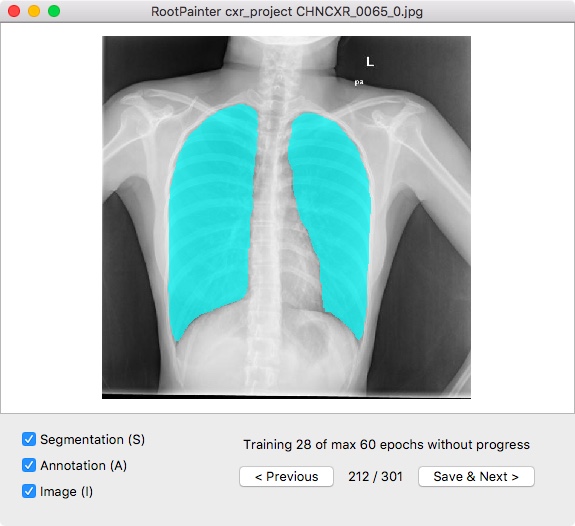 RootPainter cxr_project CHNCXR_0065_0.jpg
L
pa
Segmentation (S)
Training 28 of max 60 epochs without progress
Annotation (A)
< Previous 212 / 301 Save & Next >
Image (I)